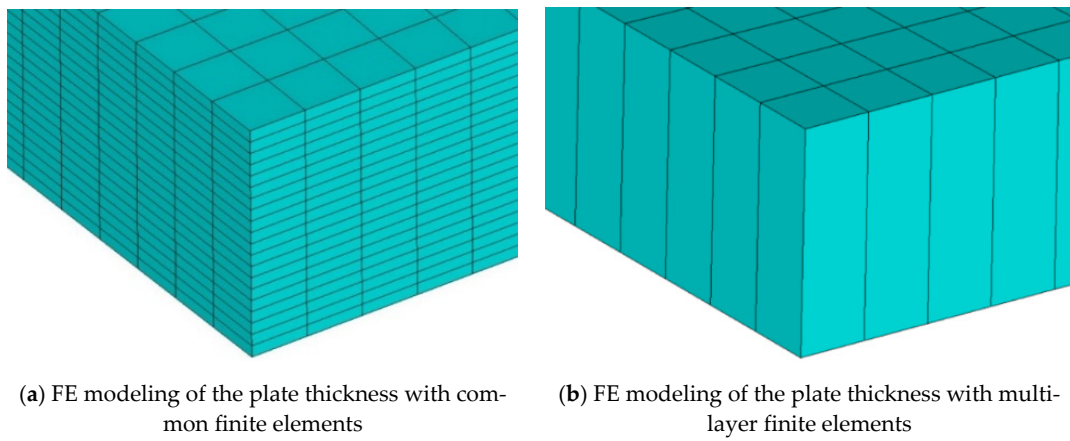 (a) FE modeling of the plate thickness with com-
mon finite elements
(b) FE modeling of the plate thickness with multi-
layer finite elements